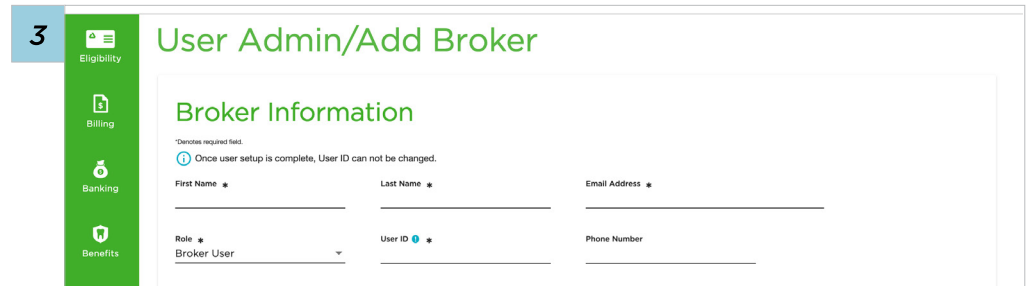 3
User Admin/Add Broker
Eligibility
Billing
Banking
Benefits
Broker Information
*Denotes required field.
i Once user setup is complete, User ID can not be changed.
First Name * Last Name * Email Address *
Role * User ID ! * Phone Number
Broker User